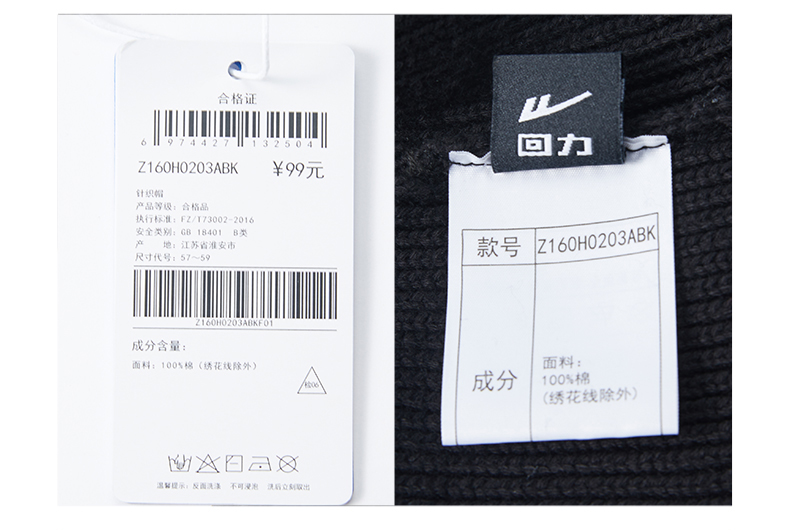 合格证
6 974427 132504
Z160H0203ABK ¥99元
针织帽
产品等级：合格品
执行标准：FZ/T73002-2016
安全类别：GB 18401 B类
产 地：江苏省淮安市
尺寸代号：57～59
Z160H0203ABKF01
成分含量：
面料：100%棉（绣花线除外）
检06
温馨提示：反面洗涤 不可浸泡 洗后立刻取出
回力
款号 Z160H0203ABK
成分
面料：
100%棉
(绣花线除外)